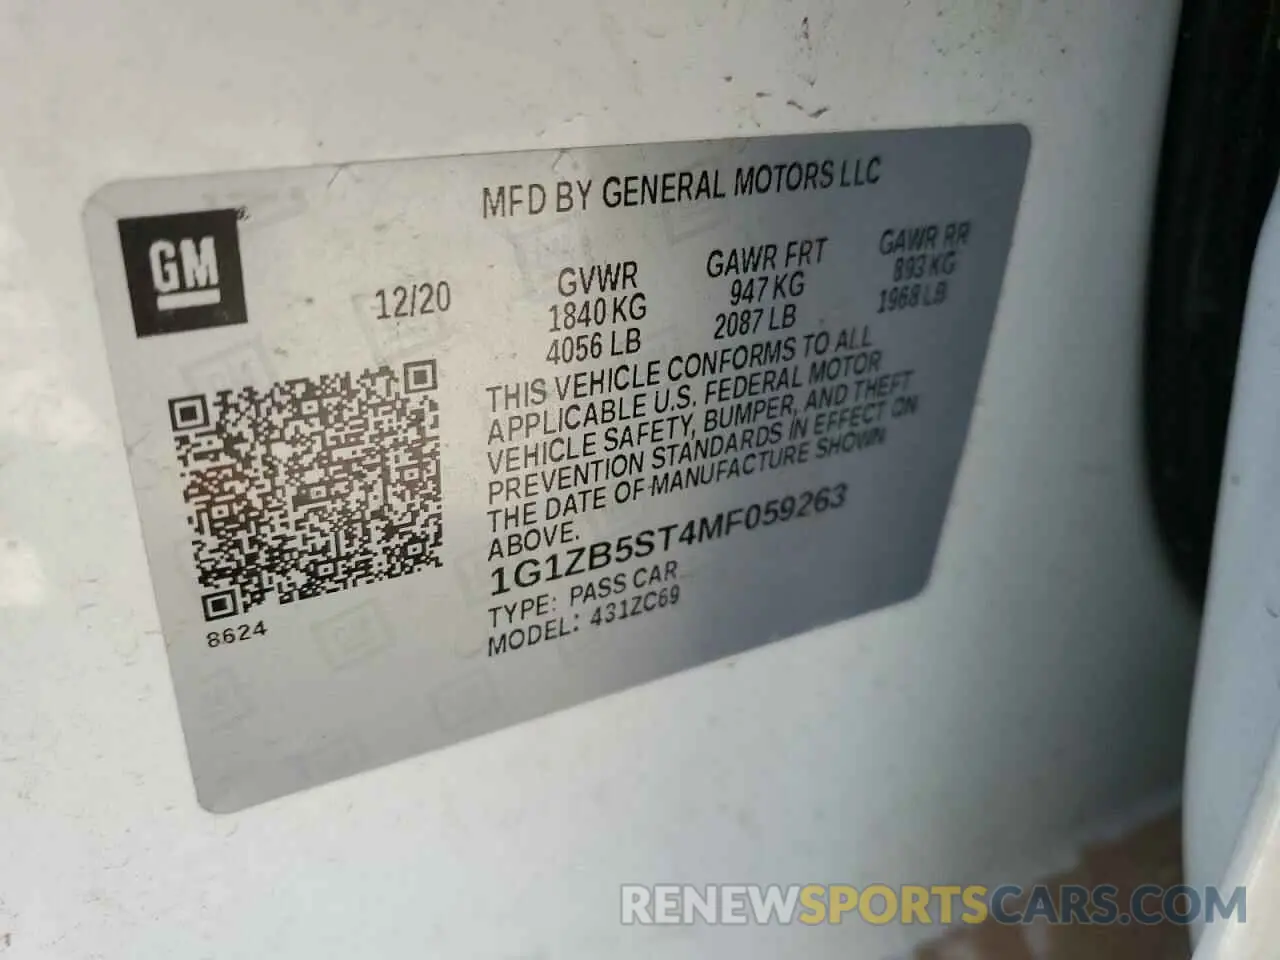 MFD BY GENERAL MOTORS LLC
GM
12/20
GVWR
1840 KG
4056 LB
GAWR FRT
947 KG
2087 LB
GAWR RR
893 KG
1968 LB
THIS VEHICLE CONFORMS TO ALL
APPLICABLE U.S. FEDERAL MOTOR
VEHICLE SAFETY, BUMPER, AND THEFT
PREVENTION STANDARDS IN EFFECT ON
THE DATE OF MANUFACTURE SHOWN
ABOVE.
1G1ZB5ST4MF059263
TYPE: PASS CAR
MODEL: 431ZC69
8624
RENEWSPORTSCARS.COM